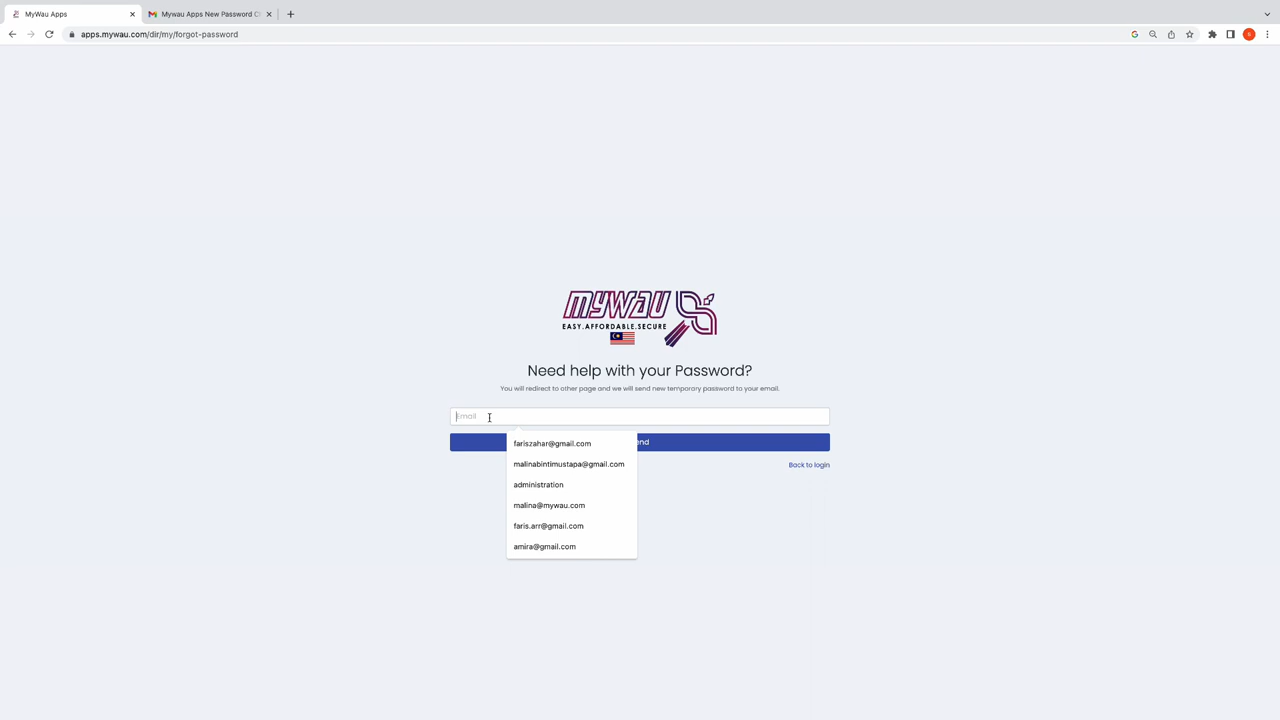 MyWau Apps
Mywau Apps New Password C
apps.mywau.com/dir/my/forgot-password
S
mywau
EASY.AFFORDABLE.SECURE
Need help with your Password?
You will redirect to other page and we will send new temporary password to your email.
Email
fariszahar@gmail.com
end
malinabintimustapa@gmail.com
Back to login
administration
malina@mywau.com
faris.arr@gmail.com
amira@gmail.com